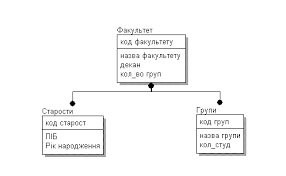 Факультет
код факультету
назва факультету
декан
кол_во груп
Старости
код старост
ПІБ
Рік народження
Групи
код груп
назва групи
кол_студ